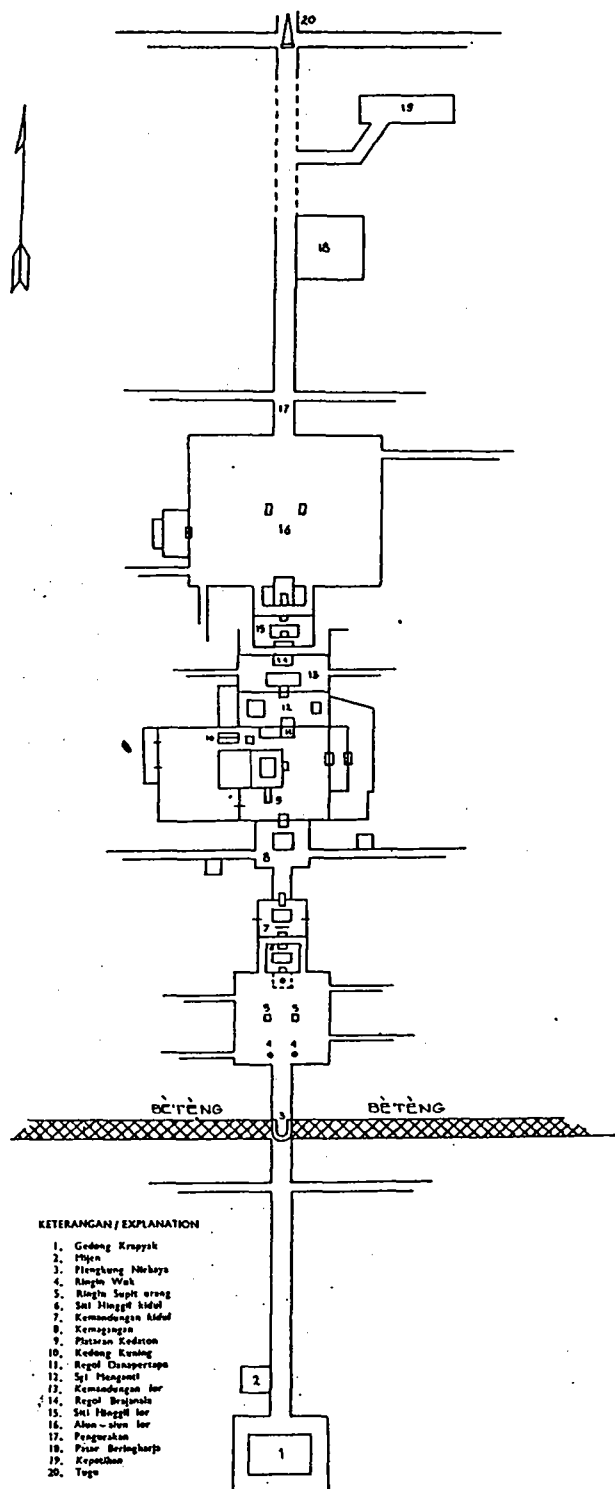 20
19
18
17
16
15
14
13
12
11
10
9
8
7
6
5 5
4 4
BÈTÈNG BÈTÈNG
3
KETERANGAN / EXPLANATION
1. Gedong Krapyak
2. Mijen
3. Plengkung Nirbaya
4. Ringin Wok
5. Ringin Supit urang
6. Siti Hinggil kidul
7. Kemandungan kidul
8. Kemagangan
9. Plataran Kedaton
10. Kedong Kuning
11. Regol Danapertapa
12. Sri Menganti
13. Kemandungan lor
14. Regol Brajanala
15. Siti Hinggil lor
16. Alun-alun lor
17. Pengurakan
18. Pasar Beringharjo
19. Kepatihan
20. Tugu
2
1